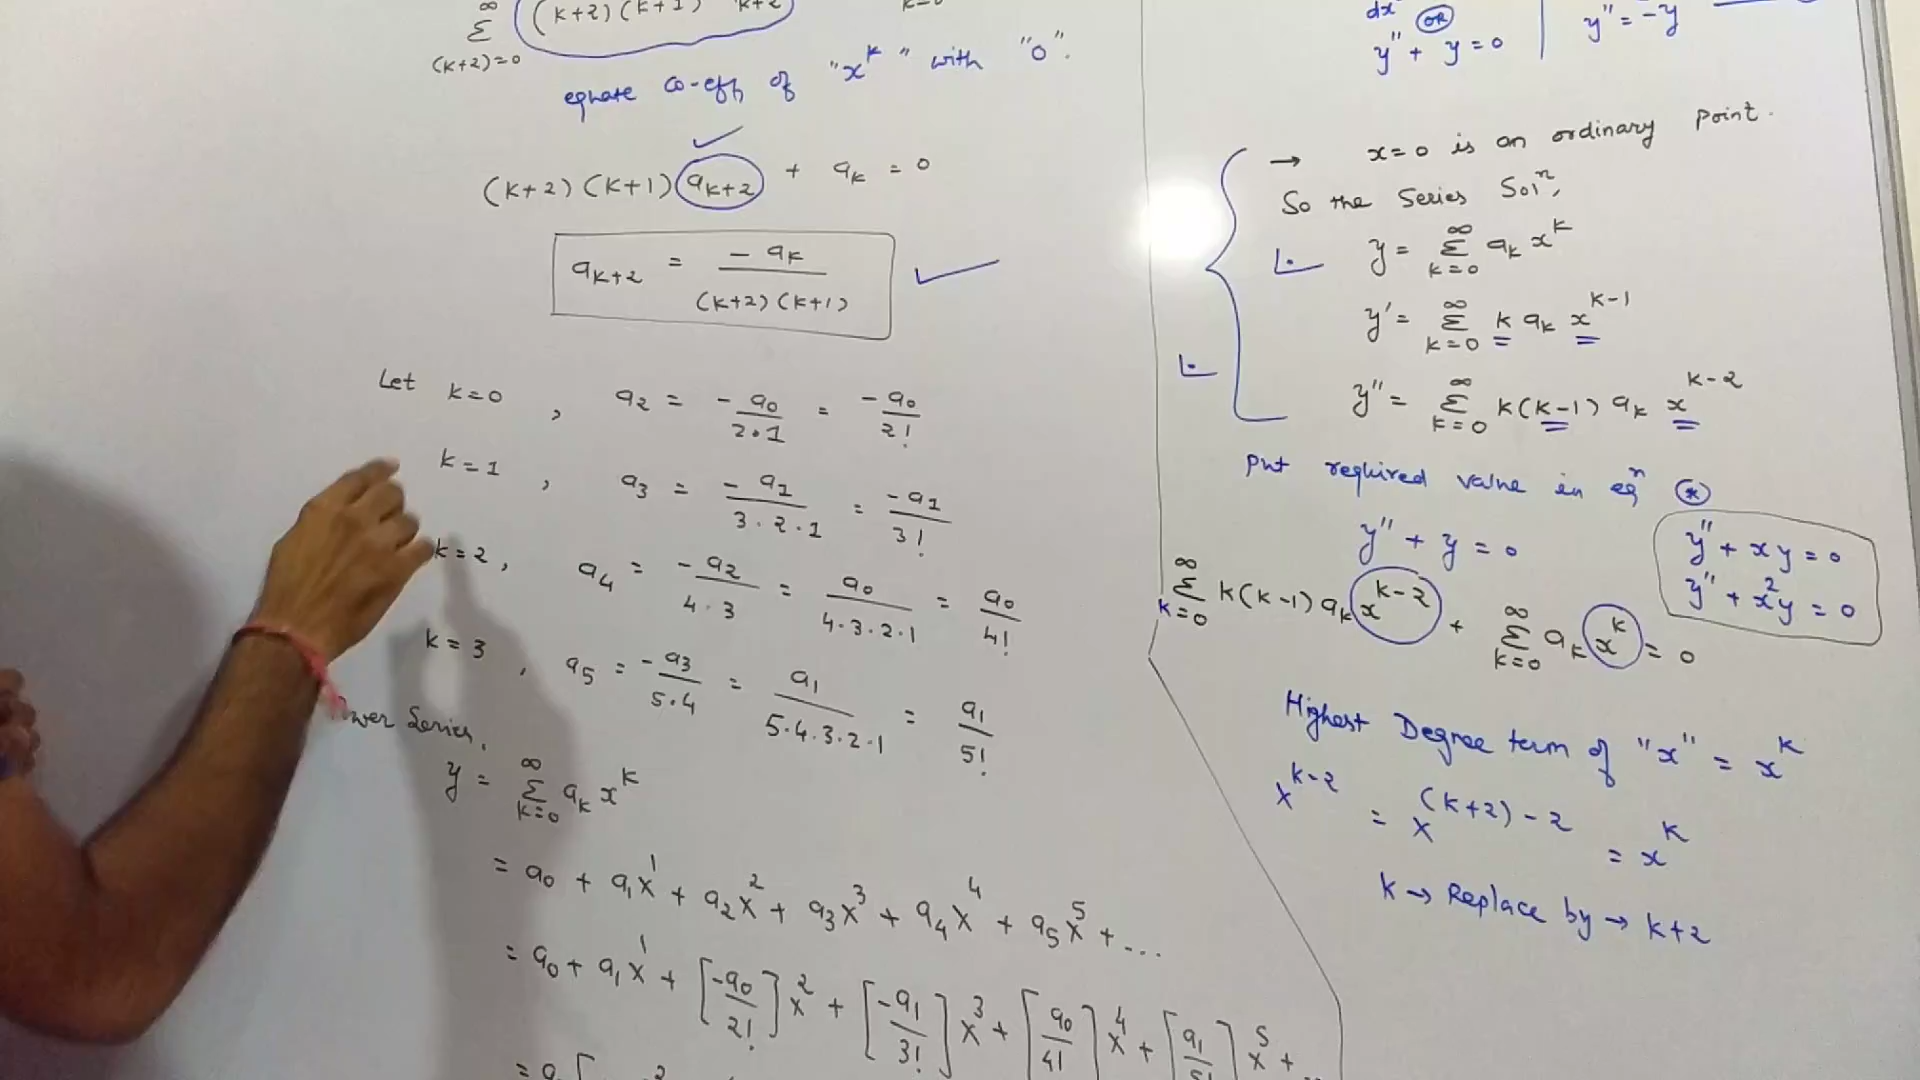 ∞
Σ (k+2)(k+1) k+2
(k+2)=0
equate co-eff of "x^k" with "0".
(k+2)(k+1) a_{k+2} + a_k = 0
a_{k+2} = -a_k / (k+2)(k+1)
Let k=0 , a_2 = -a_0/2·1 = -a_0/2!
k=1 , a_3 = -a_1/3·2·1 = -a_1/3!
k=2 , a_4 = -a_2/4·3 = a_0/4·3·2·1 = a_0/4!
k=3 , a_5 = -a_3/5·4 = a_1/5·4·3·2·1 = a_1/5!
wer Series,
y = Σ_{k=0}^{∞} a_k x^k
= a_0 + a_1x^1 + a_2x^2 + a_3x^3 + a_4x^4 + a_5x^5 + ...
= a_0 + a_1x^1 + [-a_0/2!]x^2 + [-a_1/3!]x^3 + [a_0/4!]x^4 + [a_1/5!]x^5 + ...
dx OR
y'' + y = 0 | y'' = -y
→ x=0 is an ordinary point.
So the Series Sol^n,
y = Σ_{k=0}^{∞} a_k x^k
y' = Σ_{k=0}^{∞} k a_k x^{k-1}
y'' = Σ_{k=0}^{∞} k(k-1) a_k x^{k-2}
Put required value in eq^n (*)
y'' + y = 0
y'' + xy = 0
y'' + x^2y = 0
Σ_{k=0}^{∞} k(k-1) a_k x^{k-2} + Σ_{k=0}^{∞} a_k x^k = 0
Highest Degree term of "x" = x^k
x^{k-2} = x^{(k+2)-2} = x^k
k → Replace by → k+2